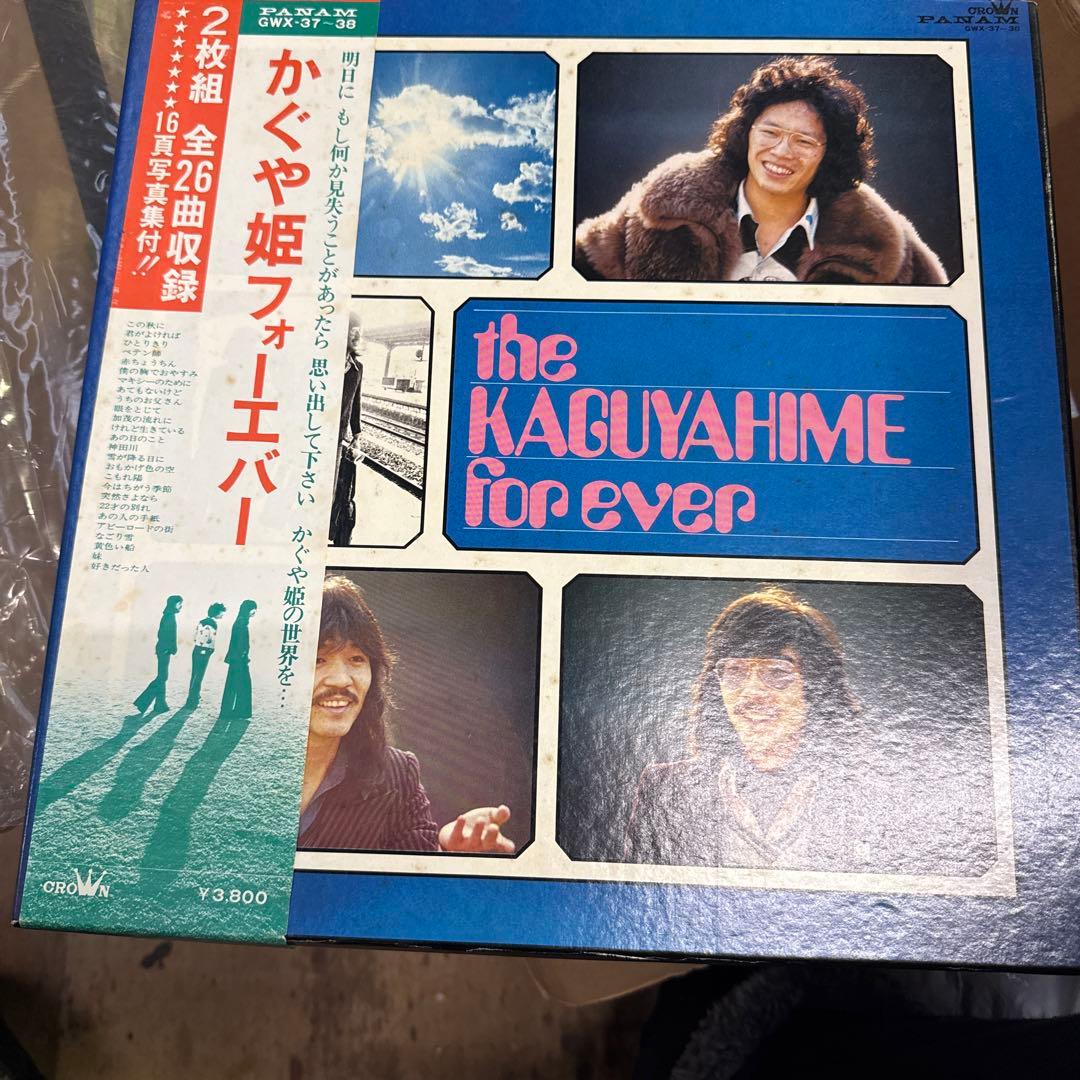 2枚組 全26曲収録
★★★★★★★16頁写真集付!!
PANAM
GWX-37~38
かぐや姫フォーエバー
明日に もし何か見失うことがあったら 思い出して下さい かぐや姫の世界を…
この秋に
君がよければ
ひとりきり
ペテン師
赤ちょうちん
僕の胸でおやすみ
マキシーのために
あてもないけど
うちのお父さん
眼をとじて
加茂の流れに
けれど生きている
あの日のこと
神田川
雪が降る日に
おもかげ色の空
こもれ陽
今はちがう季節
突然さよなら
22才の別れ
あの人の手紙
アビーロードの街
なごり雪
黄色い船
妹
好きだった人
CROWN
¥3,800
CROWN
PANAM
GWX-37~38
the
KAGUYAHIME
for ever